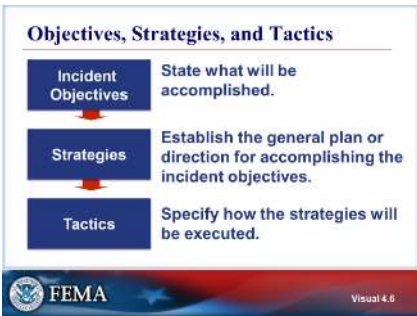 Objectives, Strategies, and Tactics
Incident
Objectives
State what will be
accomplished.
Strategies
Establish the general plan or
direction for accomplishing the
incident objectives.
Tactics
Specify how the strategies will
be executed.
FEMA
Visual 4.6